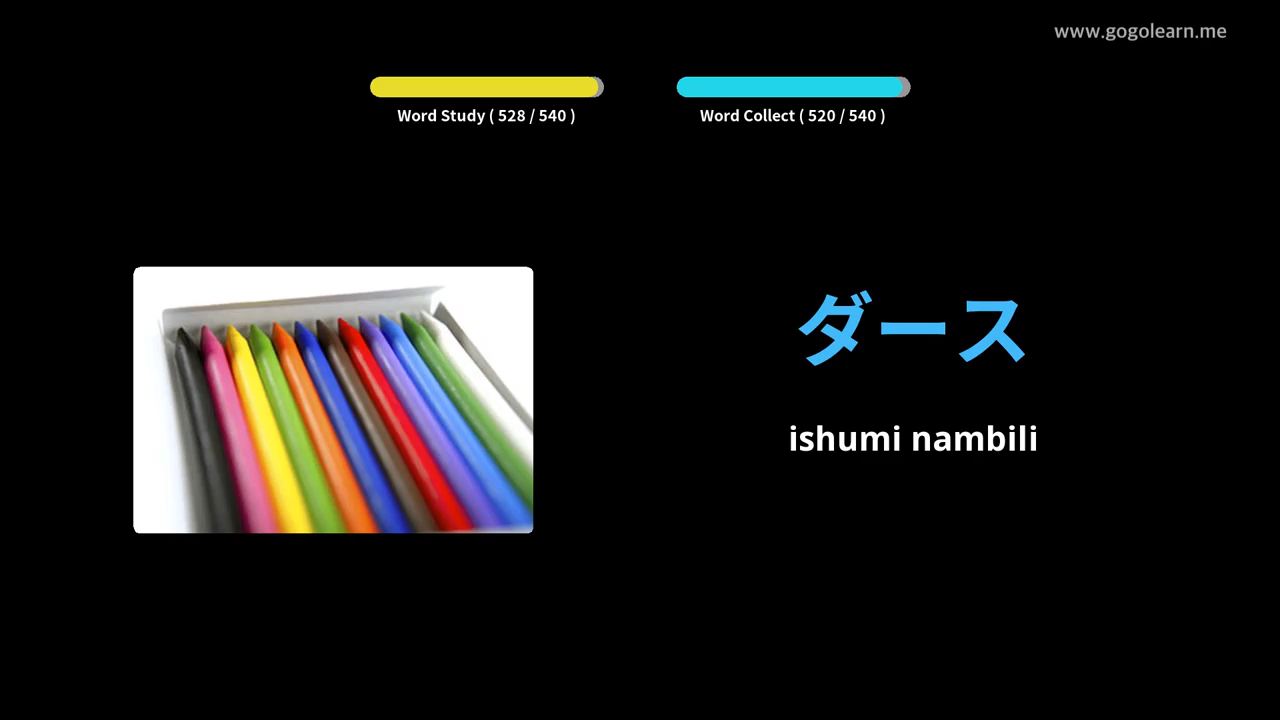 www.gogolearn.me
Word Study ( 528 / 540 )
Word Collect ( 520 / 540 )
ダース
ishumi nambili